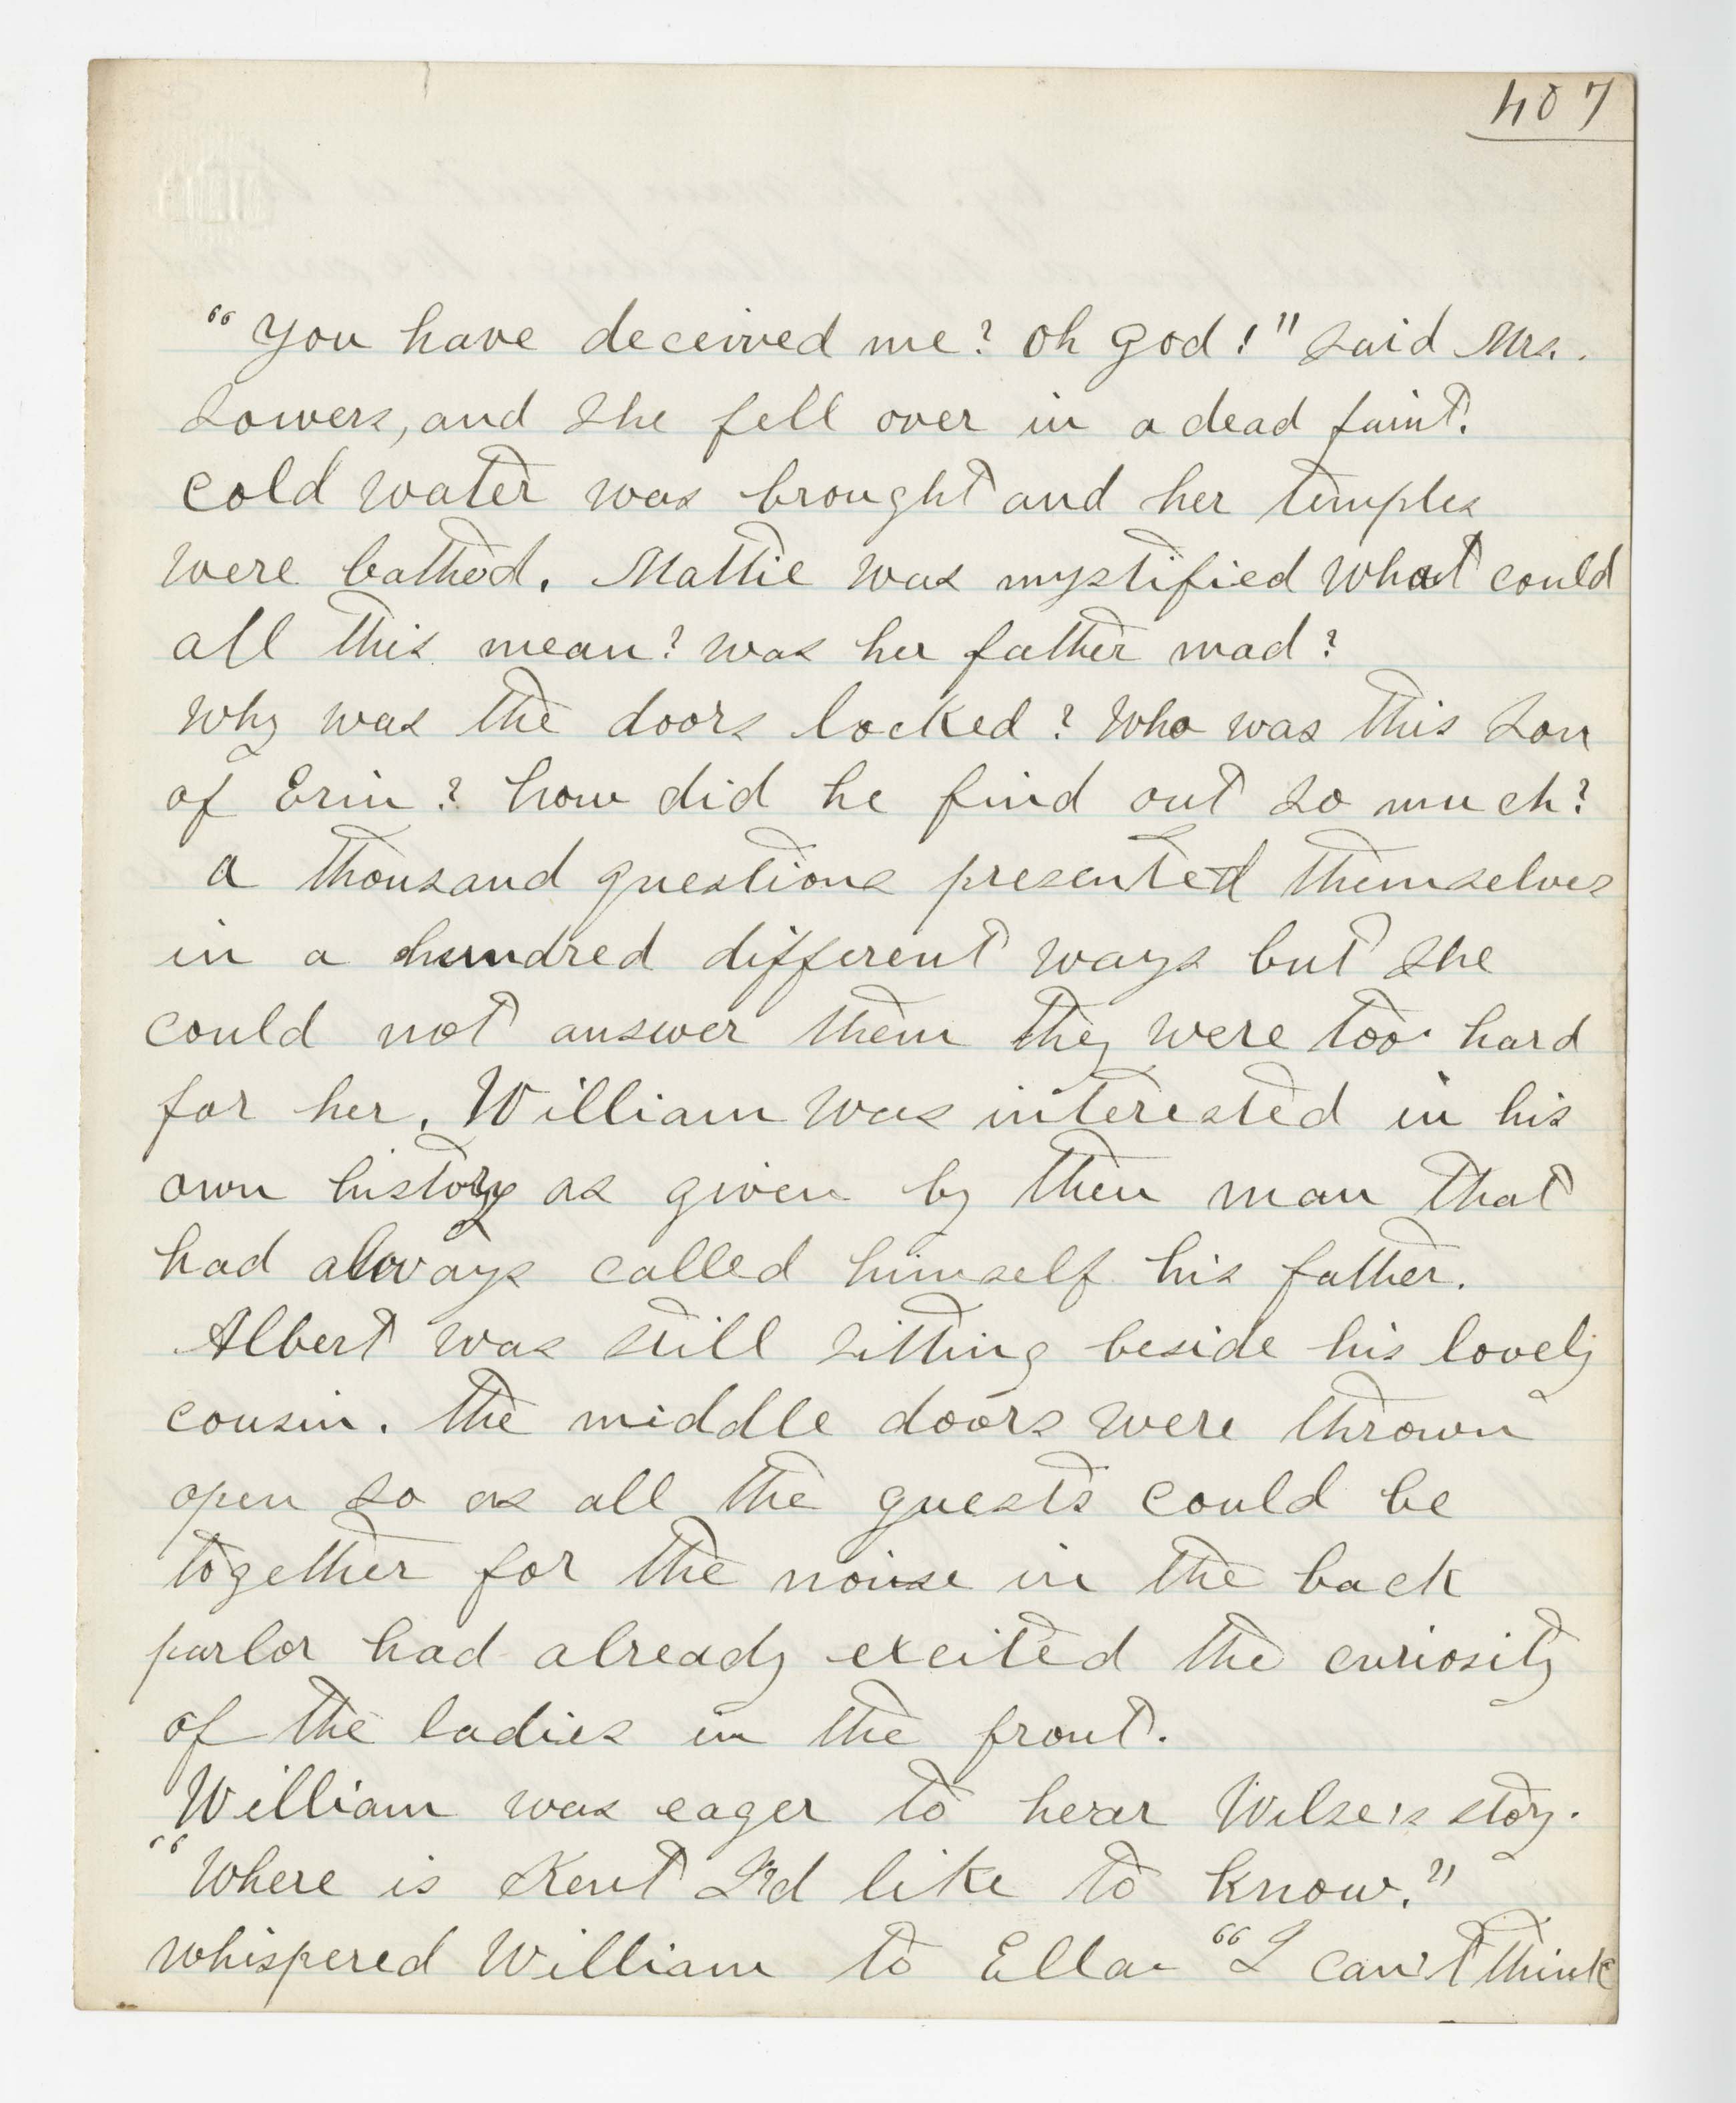 407
"You have deceived me? Oh God!" said Mrs.
Sowers, and she fell over in a dead faint.
Cold water was brought and her temples
were bathed. Mattie was mystified what could
all this mean? was her father mad?
Why was the doors locked? Who was this son
of Erin? how did he find out so much?
a thousand questions presented themselves
in a hundred different ways but she
could not answer them they were too hard
for her. William was interested in his
own history as given by then man that
had always called himself his father.
Albert was still sitting beside his lovely
cousin. The middle doors were thrown
open so as all the guests could be
together for the noise in the back
parlor had already excited the curiosity
of the ladies in the front.
William was eager to hear Wilse's story.
"Where is Kent I'd like to know."
whispered William to Ella "I can't think